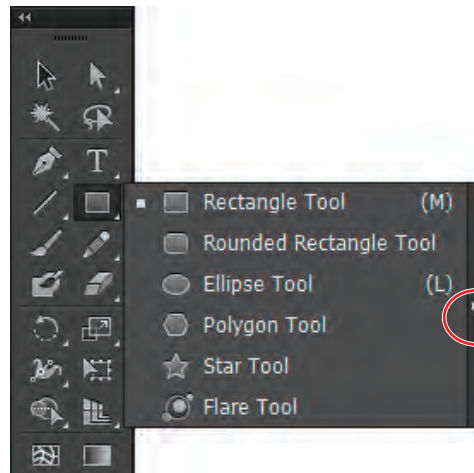 Rectangle Tool (M)
Rounded Rectangle Tool
Ellipse Tool (L)
Polygon Tool
Star Tool
Flare Tool